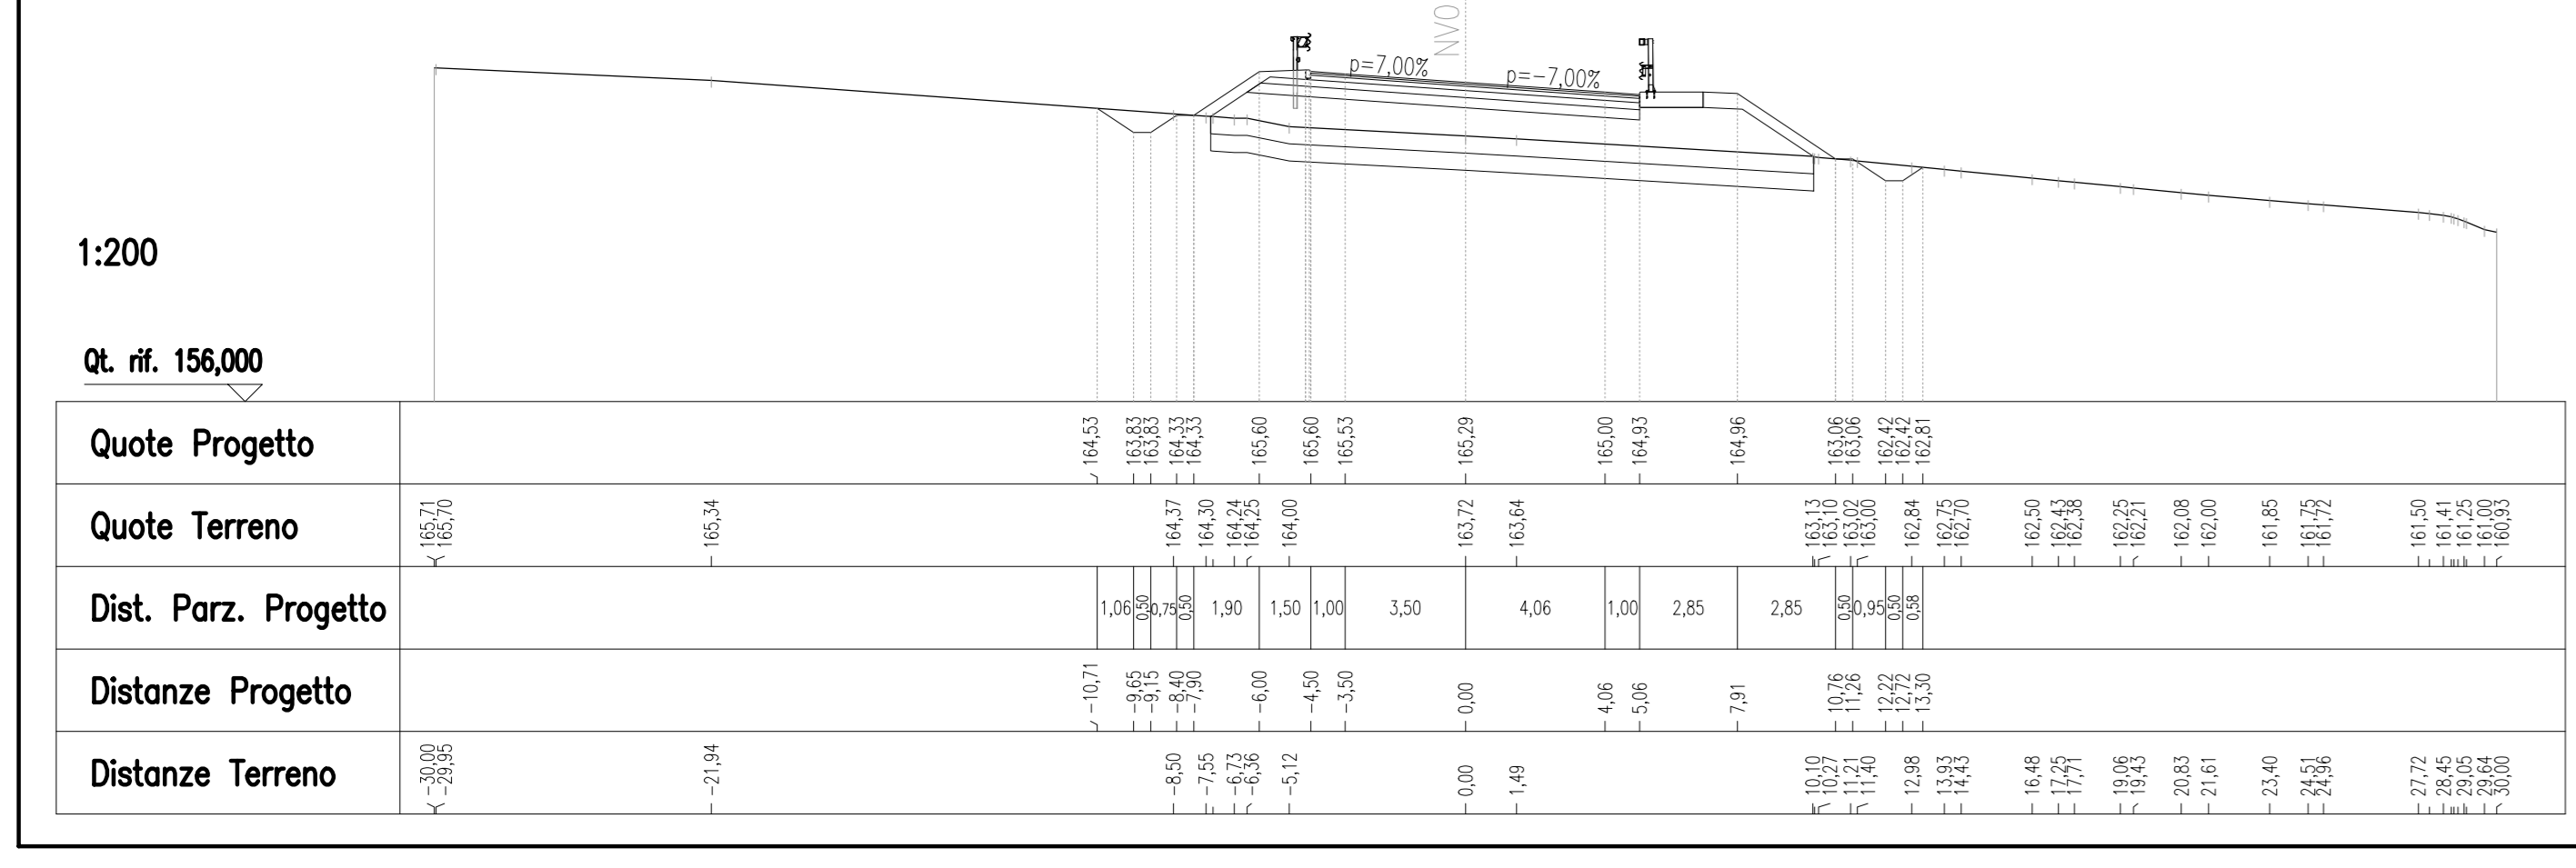 NVO
p=7,00%
p=-7,00%
1:200
Qt. rif. 156,000
Quote Progetto
164,53 163,83 163,83 164,33 164,33 165,60 165,60 165,53 165,29 165,00 164,93 164,96 163,06 163,06 162,42 162,42 162,81
Quote Terreno
165,71 165,70 165,34 164,37 164,30 164,24 164,25 164,00 163,72 163,64 163,13 163,10 163,02 163,00 162,84 162,75 162,70 162,50 162,43 162,38 162,25 162,21 162,08 162,00 161,85 161,75 161,72 161,50 161,41 161,25 161,00 160,93
Dist. Parz. Progetto
1,06 0,50 0,75 0,50 1,90 1,50 1,00 3,50 4,06 1,00 2,85 2,85 0,50 0,95 0,50 0,58
Distanze Progetto
-10,71 -9,65 -9,15 -8,40 -7,90 -6,00 -4,50 -3,50 0,00 4,06 5,06 7,91 10,76 11,26 12,22 12,72 13,30
Distanze Terreno
-30,00 -29,95 -21,94 -8,50 -7,55 -6,73 -6,36 -5,12 0,00 1,49 10,10 10,27 11,21 11,40 12,98 13,93 14,43 16,48 17,25 17,71 19,06 19,43 20,83 21,61 23,40 24,51 24,96 27,72 28,45 29,05 29,64 30,00